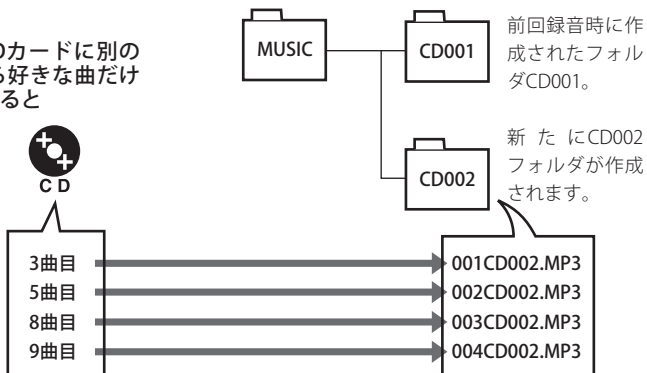 Dカードに別の
ら好きな曲だけ
ると
MUSIC
CD001
前回録音時に作
成されたフォル
ダCD001。
CD002
新たにCD002
フォルダが作成
されます。
CD
3曲目 001CD002.MP3
5曲目 002CD002.MP3
8曲目 003CD002.MP3
9曲目 004CD002.MP3